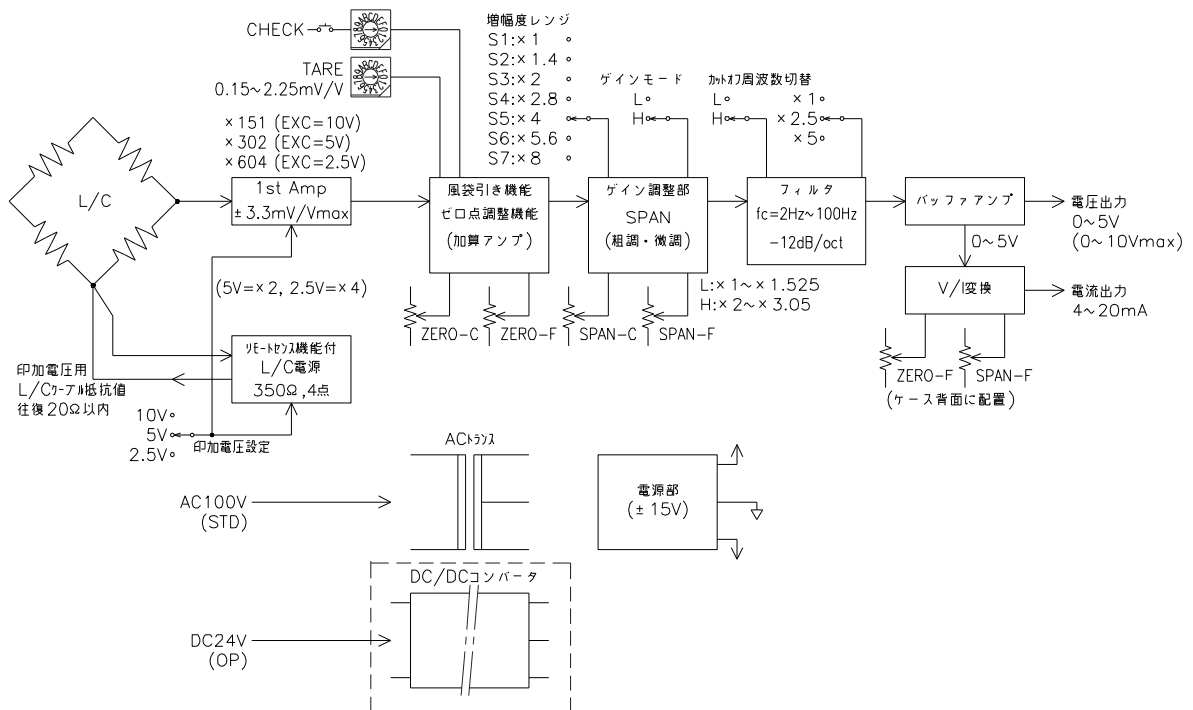 CHECK
TARE
0.15~2.25mV/V
増幅度レンジ
S1:×1
S2:×1.4
S3:×2
S4:×2.8
S5:×4
S6:×5.6
S7:×8
ゲインモード
L
H
カットオフ周波数切替
L
H
×1
×2.5
×5
×151 (EXC=10V)
×302 (EXC=5V)
×604 (EXC=2.5V)
L/C
1st Amp
±3.3mV/Vmax
風袋引き機能
ゼロ点調整機能
(加算アンプ)
ゲイン調整部
SPAN
(粗調・微調)
フィルタ
fc=2Hz~100Hz
-12dB/oct
バッファアンプ
電圧出力
0~5V
(0~10Vmax)
0~5V
V/I変換
電流出力
4~20mA
(5V=×2, 2.5V=×4)
L:×1~×1.525
H:×2~×3.05
ZERO-C
ZERO-F
SPAN-C
SPAN-F
ZERO-F
SPAN-F
(ケース背面に配置)
リモートセンス機能付
L/C電源
350Ω,4点
印加電圧用
L/Cケーブル抵抗値
往復20Ω以内
10V
5V
2.5V
印加電圧設定
ACトランス
AC100V
(STD)
電源部
(±15V)
DC/DCコンバータ
DC24V
(OP)